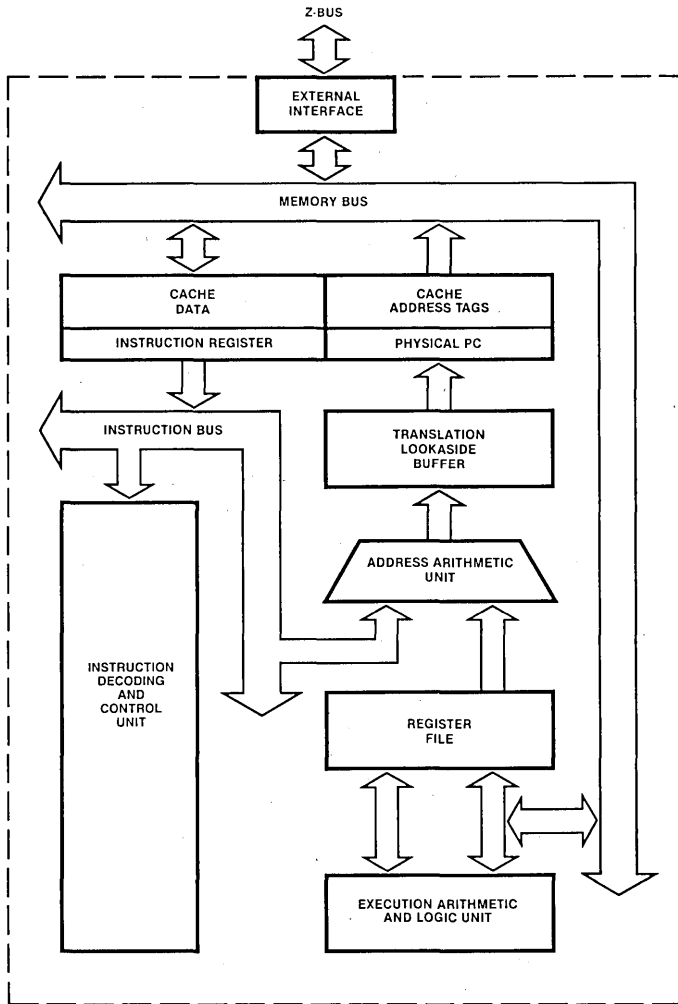 Z-BUS
EXTERNAL
INTERFACE
MEMORY BUS
CACHE
DATA
CACHE
ADDRESS TAGS
INSTRUCTION REGISTER
PHYSICAL PC
INSTRUCTION BUS
TRANSLATION
LOOKASIDE
BUFFER
ADDRESS ARITHMETIC
UNIT
INSTRUCTION
DECODING
AND
CONTROL
UNIT
REGISTER
FILE
EXECUTION ARITHMETIC
AND LOGIC UNIT